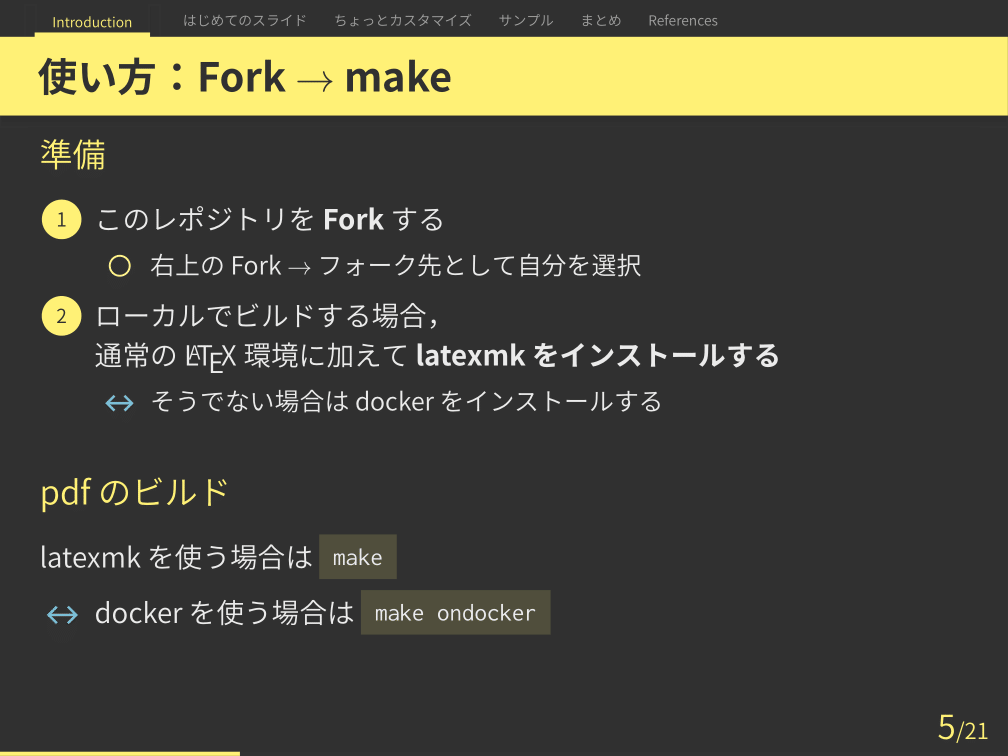 Introduction はじめてのスライド ちょっとカスタマイズ サンプル まとめ References
使い方：Fork → make
準備
1 このレポジトリを Fork する
○ 右上の Fork → フォーク先として自分を選択
2 ローカルでビルドする場合，
通常の LATEX 環境に加えて latexmk をインストールする
↔ そうでない場合は docker をインストールする
pdf のビルド
latexmk を使う場合は make
↔ docker を使う場合は make ondocker
5/21